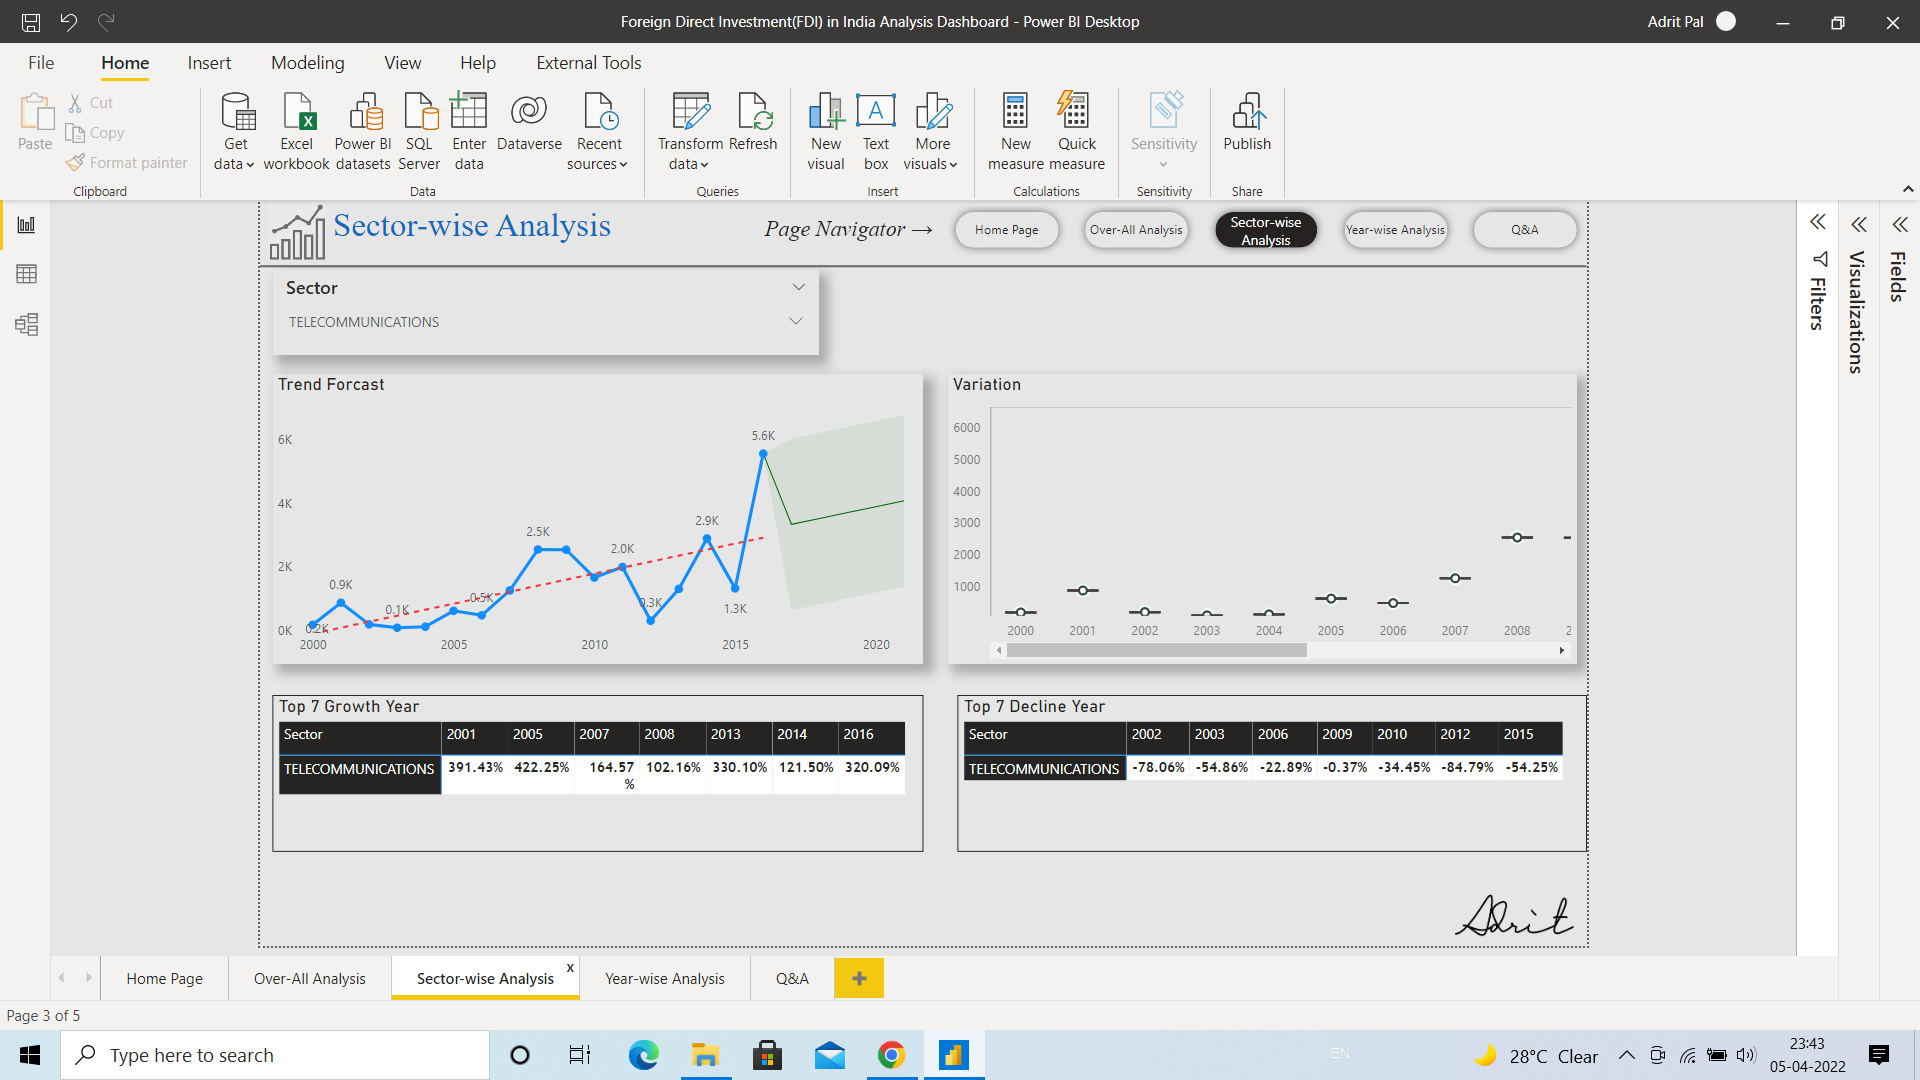 Foreign Direct Investment(FDI) in India Analysis Dashboard - Power BI Desktop
Adrit Pal
File Home Insert Modeling View Help External Tools
Paste
Cut
Copy
Format painter
Clipboard
Get data
Excel workbook
Power BI datasets
SQL Server
Enter data
Dataverse
Recent sources
Data
Transform data
Refresh
Queries
New visual
Text box
More visuals
Insert
New measure
Quick measure
Calculations
Sensitivity
Sensitivity
Publish
Share
Sector-wise Analysis
Page Navigator →
Home Page
Over-All Analysis
Sector-wise
Analysis
Year-wise Analysis
Q&A
Filters
Visualizations
Fields
Sector
TELECOMMUNICATIONS
Trend Forcast
6K
4K
2K
0K
0.2K
0.9K
0.1K
0.5K
2.5K
2.0K
0.3K
2.9K
1.3K
5.6K
2000 2005 2010 2015 2020
Variation
6000
5000
4000
3000
2000
1000
2000 2001 2002 2003 2004 2005 2006 2007 2008 2
Top 7 Growth Year
Sector 2001 2005 2007 2008 2013 2014 2016
TELECOMMUNICATIONS 391.43% 422.25% 164.57% 102.16% 330.10% 121.50% 320.09%
Top 7 Decline Year
Sector 2002 2003 2006 2009 2010 2012 2015
TELECOMMUNICATIONS -78.06% -54.86% -22.89% -0.37% -34.45% -84.79% -54.25%
Adrit
Home Page Over-All Analysis Sector-wise Analysis x Year-wise Analysis Q&A +
Page 3 of 5
Type here to search
EN
28°C Clear
23:43
05-04-2022